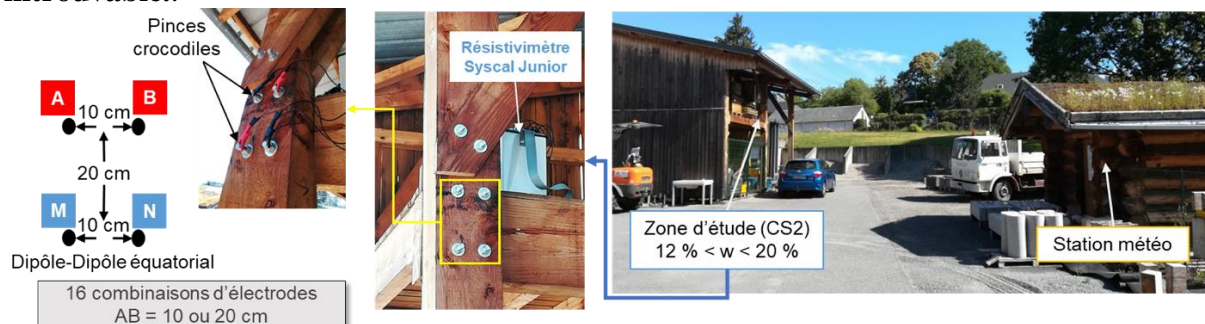 Pinces
crocodiles
A
B
10 cm
20 cm
M
N
10 cm
Dipôle-Dipôle équatorial
16 combinaisons d'électrodes
AB = 10 ou 20 cm
Résistivimètre
Syscal Junior
Zone d'étude (CS2)
12 % < w < 20 %
Station météo